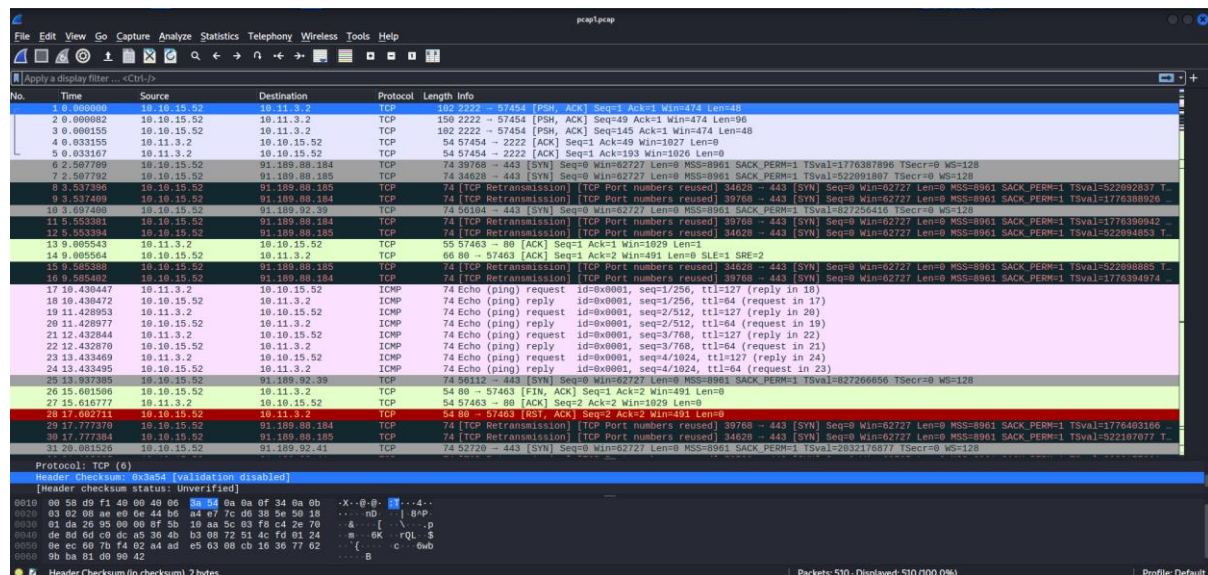 pcap1.pcap
File Edit View Go Capture Analyze Statistics Telephony Wireless Tools Help
Apply a display filter ... <Ctrl-/>
No. Time Source Destination Protocol Length Info
1 0.000000 10.10.15.52 10.11.3.2 TCP 102 2222 → 57454 [PSH, ACK] Seq=1 Ack=1 Win=474 Len=48
2 0.000082 10.10.15.52 10.11.3.2 TCP 150 2222 → 57454 [PSH, ACK] Seq=49 Ack=1 Win=474 Len=96
3 0.000155 10.10.15.52 10.11.3.2 TCP 102 2222 → 57454 [PSH, ACK] Seq=145 Ack=1 Win=474 Len=48
4 0.033155 10.11.3.2 10.10.15.52 TCP 54 57454 → 2222 [ACK] Seq=1 Ack=49 Win=1027 Len=0
5 0.033167 10.11.3.2 10.10.15.52 TCP 54 57454 → 2222 [ACK] Seq=1 Ack=193 Win=1026 Len=0
6 2.507709 10.10.15.52 91.189.88.184 TCP 74 39768 → 443 [SYN] Seq=0 Win=62727 Len=0 MSS=8961 SACK_PERM=1 TSval=1776387896 TSecr=0 WS=128
7 2.507792 10.10.15.52 91.189.88.185 TCP 74 34628 → 443 [SYN] Seq=0 Win=62727 Len=0 MSS=8961 SACK_PERM=1 TSval=522091807 TSecr=0 WS=128
8 3.537396 10.10.15.52 91.189.88.185 TCP 74 [TCP Retransmission] [TCP Port numbers reused] 34628 → 443 [SYN] Seq=0 Win=62727 Len=0 MSS=8961 SACK_PERM=1 TSval=522092837 T…
9 3.537409 10.10.15.52 91.189.88.184 TCP 74 [TCP Retransmission] [TCP Port numbers reused] 39768 → 443 [SYN] Seq=0 Win=62727 Len=0 MSS=8961 SACK_PERM=1 TSval=1776388926 …
10 3.697400 10.10.15.52 91.189.92.39 TCP 74 56104 → 443 [SYN] Seq=0 Win=62727 Len=0 MSS=8961 SACK_PERM=1 TSval=827256416 TSecr=0 WS=128
11 5.553381 10.10.15.52 91.189.88.184 TCP 74 [TCP Retransmission] [TCP Port numbers reused] 39768 → 443 [SYN] Seq=0 Win=62727 Len=0 MSS=8961 SACK_PERM=1 TSval=1776390942 …
12 5.553394 10.10.15.52 91.189.88.185 TCP 74 [TCP Retransmission] [TCP Port numbers reused] 34628 → 443 [SYN] Seq=0 Win=62727 Len=0 MSS=8961 SACK_PERM=1 TSval=522094853 T…
13 9.005543 10.11.3.2 10.10.15.52 TCP 55 57463 → 80 [ACK] Seq=1 Ack=1 Win=1029 Len=1
14 9.005564 10.10.15.52 10.11.3.2 TCP 66 80 → 57463 [ACK] Seq=1 Ack=2 Win=491 Len=0 SLE=1 SRE=2
15 9.585388 10.10.15.52 91.189.88.185 TCP 74 [TCP Retransmission] [TCP Port numbers reused] 34628 → 443 [SYN] Seq=0 Win=62727 Len=0 MSS=8961 SACK_PERM=1 TSval=522098885 T…
16 9.585402 10.10.15.52 91.189.88.184 TCP 74 [TCP Retransmission] [TCP Port numbers reused] 39768 → 443 [SYN] Seq=0 Win=62727 Len=0 MSS=8961 SACK_PERM=1 TSval=1776394974 …
17 10.430447 10.11.3.2 10.10.15.52 ICMP 74 Echo (ping) request id=0x0001, seq=1/256, ttl=127 (reply in 18)
18 10.430472 10.10.15.52 10.11.3.2 ICMP 74 Echo (ping) reply id=0x0001, seq=1/256, ttl=64 (request in 17)
19 11.428953 10.11.3.2 10.10.15.52 ICMP 74 Echo (ping) request id=0x0001, seq=2/512, ttl=127 (reply in 20)
20 11.428977 10.10.15.52 10.11.3.2 ICMP 74 Echo (ping) reply id=0x0001, seq=2/512, ttl=64 (request in 19)
21 12.432844 10.11.3.2 10.10.15.52 ICMP 74 Echo (ping) request id=0x0001, seq=3/768, ttl=127 (reply in 22)
22 12.432870 10.10.15.52 10.11.3.2 ICMP 74 Echo (ping) reply id=0x0001, seq=3/768, ttl=64 (request in 21)
23 13.433469 10.11.3.2 10.10.15.52 ICMP 74 Echo (ping) request id=0x0001, seq=4/1024, ttl=127 (reply in 24)
24 13.433495 10.10.15.52 10.11.3.2 ICMP 74 Echo (ping) reply id=0x0001, seq=4/1024, ttl=64 (request in 23)
25 13.937385 10.10.15.52 91.189.92.39 TCP 74 56112 → 443 [SYN] Seq=0 Win=62727 Len=0 MSS=8961 SACK_PERM=1 TSval=827266656 TSecr=0 WS=128
26 15.601506 10.10.15.52 10.11.3.2 TCP 54 80 → 57463 [FIN, ACK] Seq=1 Ack=2 Win=491 Len=0
27 15.616777 10.11.3.2 10.10.15.52 TCP 54 57463 → 80 [ACK] Seq=2 Ack=2 Win=1029 Len=0
28 17.602711 10.10.15.52 10.11.3.2 TCP 54 80 → 57463 [RST, ACK] Seq=2 Ack=2 Win=491 Len=0
29 17.777370 10.10.15.52 91.189.88.184 TCP 74 [TCP Retransmission] [TCP Port numbers reused] 39768 → 443 [SYN] Seq=0 Win=62727 Len=0 MSS=8961 SACK_PERM=1 TSval=1776403166 …
30 17.777384 10.10.15.52 91.189.88.185 TCP 74 [TCP Retransmission] [TCP Port numbers reused] 34628 → 443 [SYN] Seq=0 Win=62727 Len=0 MSS=8961 SACK_PERM=1 TSval=522107077 T…
31 20.081526 10.10.15.52 91.189.92.41 TCP 74 52720 → 443 [SYN] Seq=0 Win=62727 Len=0 MSS=8961 SACK_PERM=1 TSval=2032176877 TSecr=0 WS=128
Protocol: TCP (6)
Header Checksum: 0x3a54 [validation disabled]
[Header checksum status: Unverified]
0010 00 58 d9 f1 40 00 40 06 3a 54 0a 0a 0f 34 0a 0b ·X··@·@· :T···4··
0020 03 02 08 ae e0 6e 44 b6 a4 e7 7c d6 38 5e 50 18 ·····nD· ··|·8^P·
0030 01 da 26 95 00 00 8f 5b 10 aa 5c 03 f8 c4 2e 70 ··&····[ ··\····.p
0040 de 8d 6d c0 dc a5 36 4b b3 08 72 51 4c fd 01 24 ··m···6K ··rQL··$
0050 0e ec 60 7b f4 02 a4 ad e5 63 08 cb 16 36 77 62 ··`{···· ·c···6wb
0060 9b ba 81 d0 90 42 ·····B
Header Checksum (ip.checksum), 2 bytes Packets: 510 · Displayed: 510 (100.0%) Profile: Default